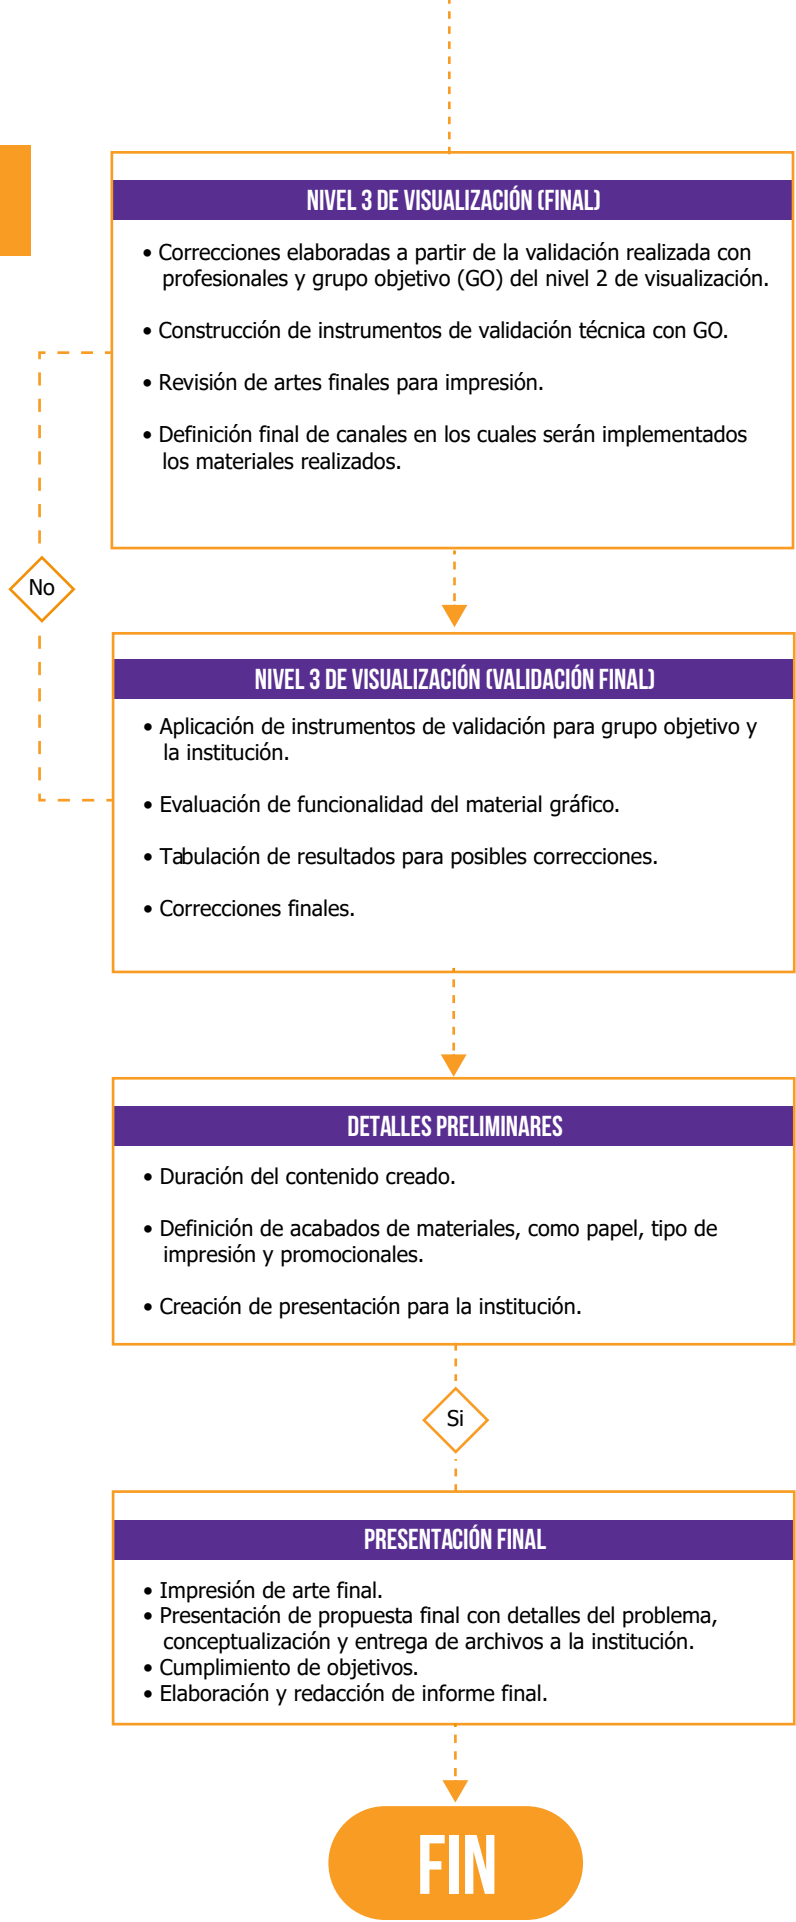 NIVEL 3 DE VISUALIZACIÓN (FINAL)
• Correcciones elaboradas a partir de la validación realizada con
profesionales y grupo objetivo (GO) del nivel 2 de visualización.
• Construcción de instrumentos de validación técnica con GO.
• Revisión de artes finales para impresión.
• Definición final de canales en los cuales serán implementados
los materiales realizados.
No
NIVEL 3 DE VISUALIZACIÓN (VALIDACIÓN FINAL)
• Aplicación de instrumentos de validación para grupo objetivo y
la institución.
• Evaluación de funcionalidad del material gráfico.
• Tabulación de resultados para posibles correcciones.
• Correcciones finales.
DETALLES PRELIMINARES
• Duración del contenido creado.
• Definición de acabados de materiales, como papel, tipo de
impresión y promocionales.
• Creación de presentación para la institución.
Si
PRESENTACIÓN FINAL
• Impresión de arte final.
• Presentación de propuesta final con detalles del problema,
conceptualización y entrega de archivos a la institución.
• Cumplimiento de objetivos.
• Elaboración y redacción de informe final.
FIN